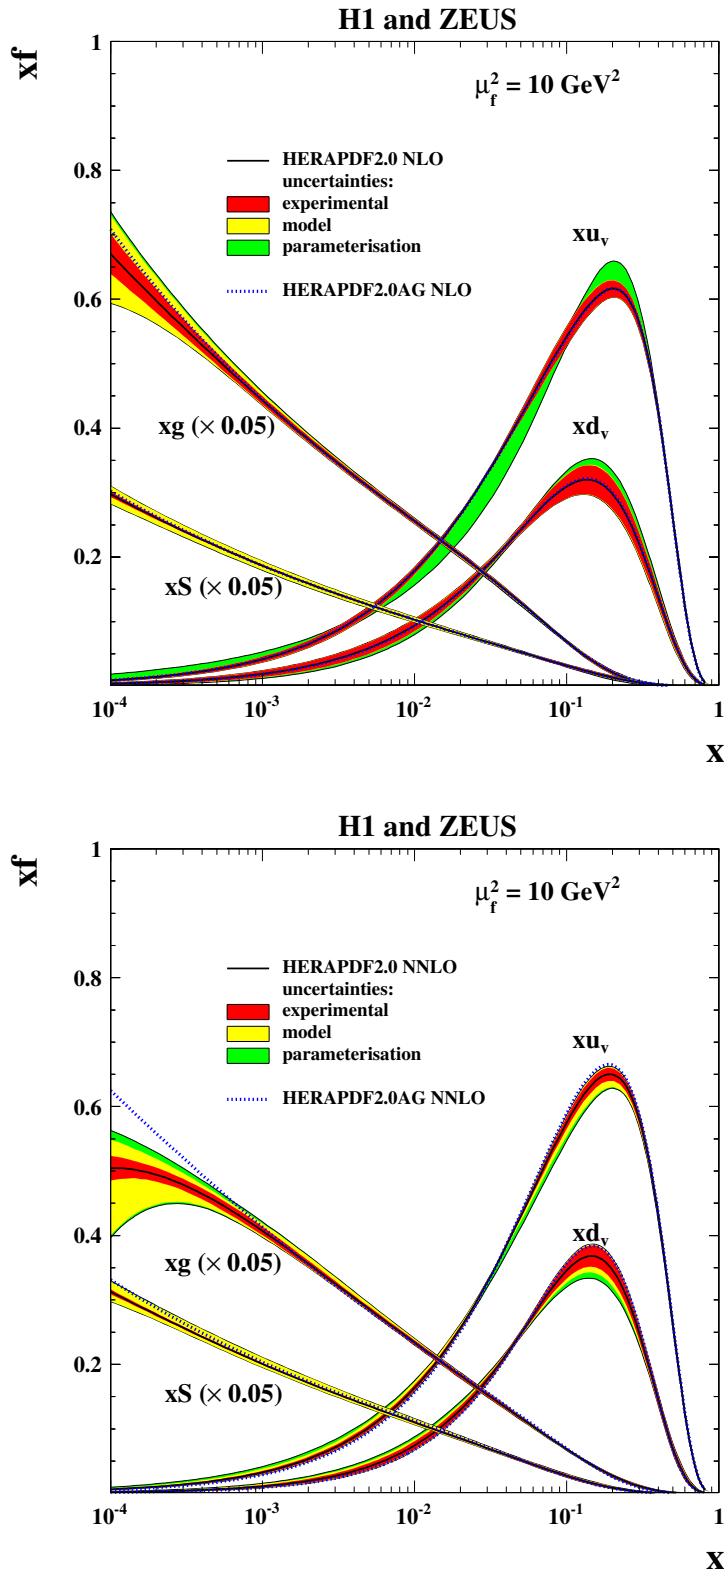 H1 and ZEUS
xf
μ_f^2 = 10 GeV^2
HERAPDF2.0 NLO
uncertainties:
experimental
model
parameterisation
HERAPDF2.0AG NLO
xu_v
xd_v
xg (× 0.05)
xS (× 0.05)
1
0.8
0.6
0.4
0.2
10^-4
10^-3
10^-2
10^-1
1
x
H1 and ZEUS
xf
μ_f^2 = 10 GeV^2
HERAPDF2.0 NNLO
uncertainties:
experimental
model
parameterisation
HERAPDF2.0AG NNLO
xu_v
xd_v
xg (× 0.05)
xS (× 0.05)
1
0.8
0.6
0.4
0.2
10^-4
10^-3
10^-2
10^-1
1
x